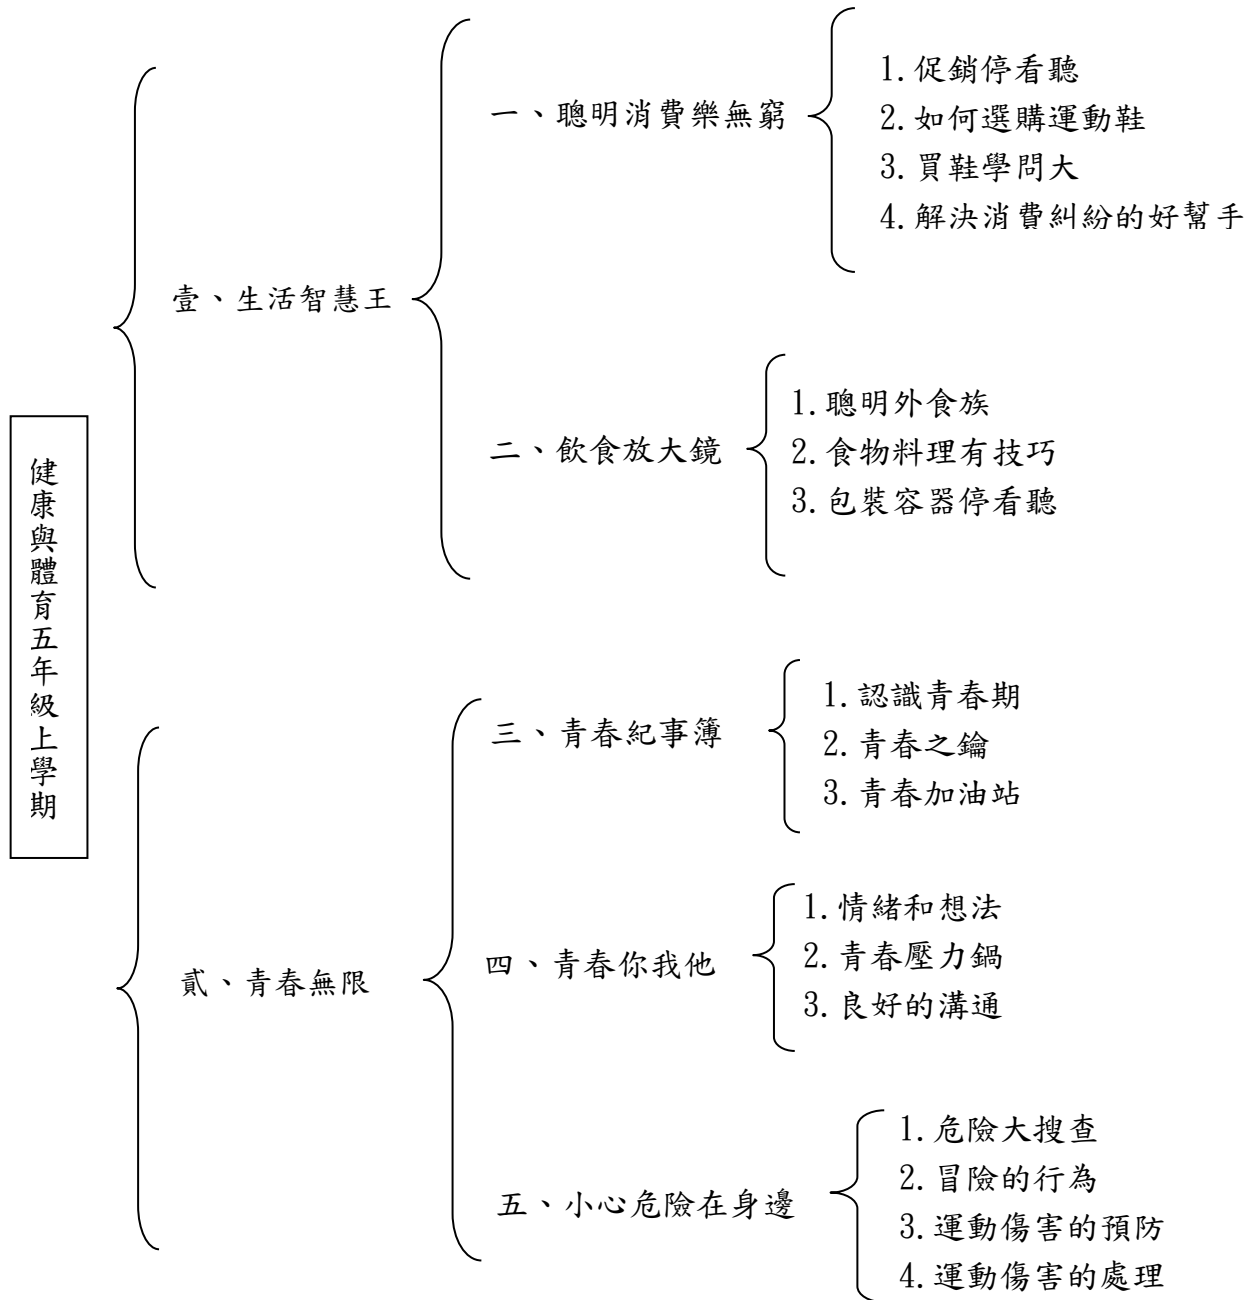 健康與體育五年級上學期
壹、生活智慧王
一、聰明消費樂無窮
1.促銷停看聽
2.如何選購運動鞋
3.買鞋學問大
4.解決消費糾紛的好幫手
二、飲食放大鏡
1.聰明外食族
2.食物料理有技巧
3.包裝容器停看聽
貳、青春無限
三、青春紀事簿
1.認識青春期
2.青春之鑰
3.青春加油站
四、青春你我他
1.情緒和想法
2.青春壓力鍋
3.良好的溝通
五、小心危險在身邊
1.危險大搜查
2.冒險的行為
3.運動傷害的預防
4.運動傷害的處理